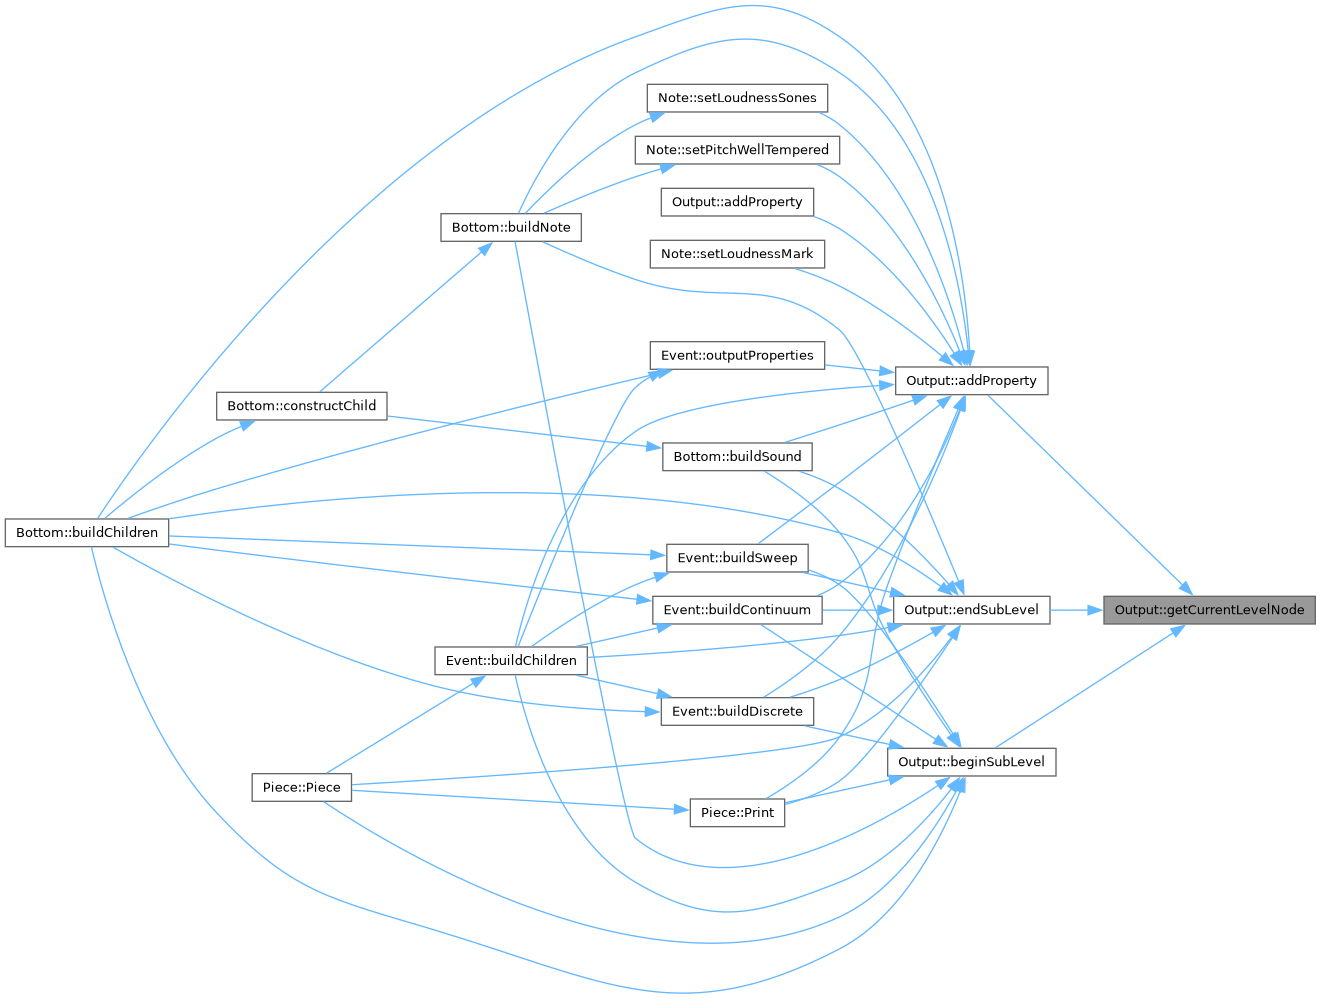 Note::setLoudnessSones
Note::setPitchWellTempered
Output::addProperty
Bottom::buildNote
Note::setLoudnessMark
Event::outputProperties
Output::addProperty
Bottom::constructChild
Bottom::buildSound
Bottom::buildChildren
Event::buildSweep
Event::buildContinuum
Output::endSubLevel
Output::getCurrentLevelNode
Event::buildChildren
Event::buildDiscrete
Output::beginSubLevel
Piece::Piece
Piece::Print